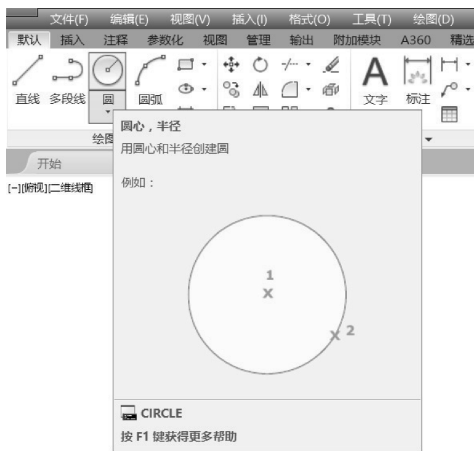 文件(F) 编辑(E) 视图(V) 插入(I) 格式(O) 工具(T) 绘图(D)
默认 插入 注释 参数化 视图 管理 输出 附加模块 A360 精选
直线 多段线 圆 圆弧 A 文字 标注
绘图
开始
[-][俯视][二维线框]
圆心，半径
用圆心和半径创建圆
例如：
1
2
CIRCLE
按 F1 键获得更多帮助